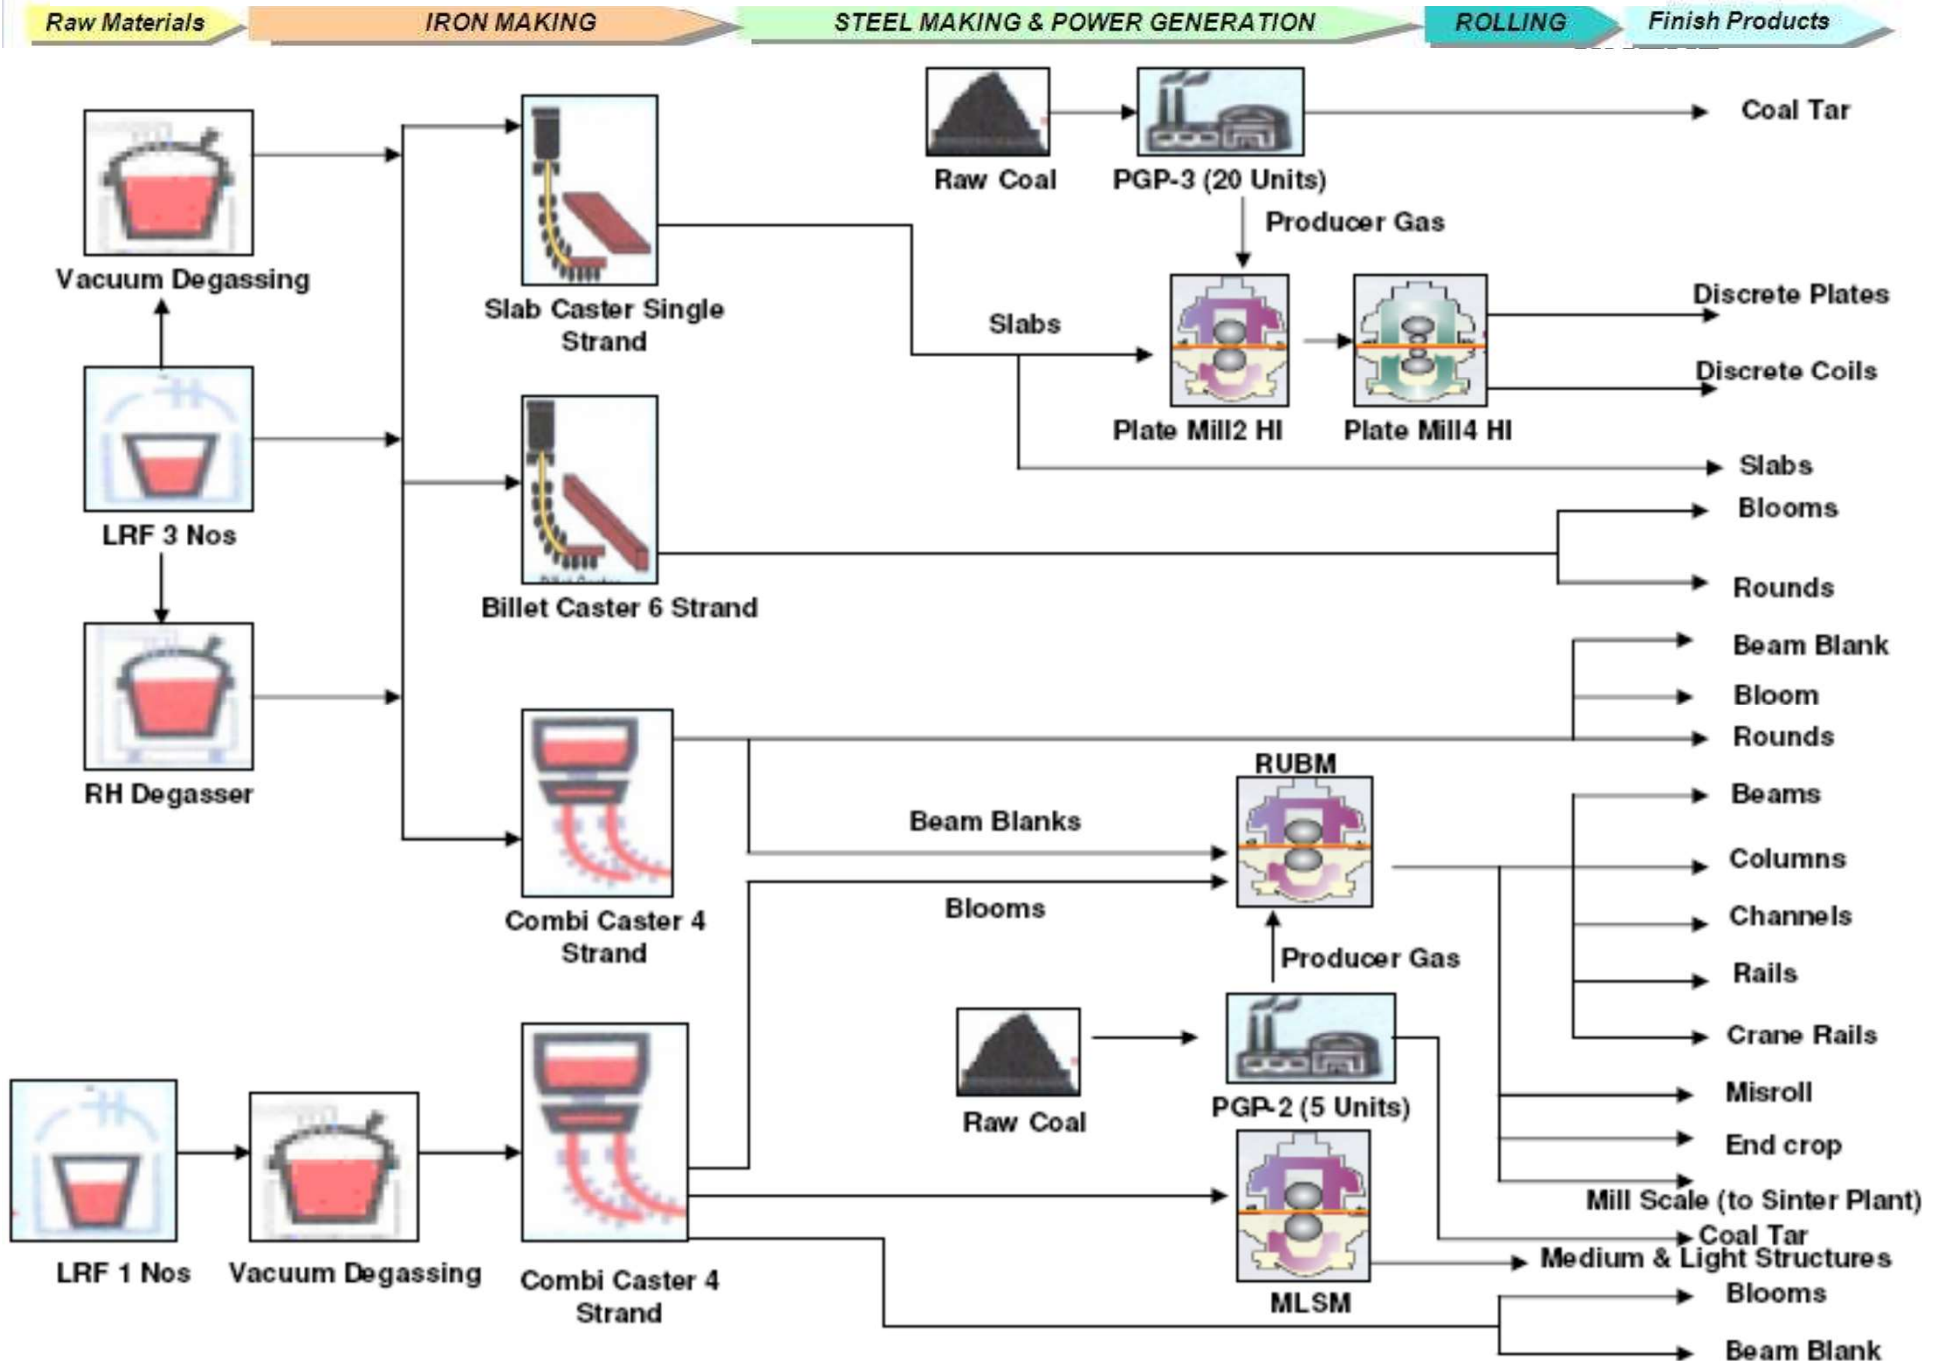 Raw Materials
IRON MAKING
STEEL MAKING & POWER GENERATION
ROLLING
Finish Products
Coal Tar
Raw Coal
PGP-3 (20 Units)
Producer Gas
Vacuum Degassing
Slab Caster Single
Strand
Slabs
Discrete Plates
Discrete Coils
Plate Mill2 HI
Plate Mill4 HI
Slabs
LRF 3 Nos
Blooms
Billet Caster 6 Strand
Rounds
Beam Blank
Bloom
Rounds
RH Degasser
RUBM
Beams
Beam Blanks
Columns
Combi Caster 4
Strand
Blooms
Channels
Producer Gas
Rails
Crane Rails
Raw Coal
PGP-2 (5 Units)
Misroll
End crop
Mill Scale (to Sinter Plant)
Coal Tar
Medium & Light Structures
LRF 1 Nos
Vacuum Degassing
Combi Caster 4
Strand
MLSM
Blooms
Beam Blank